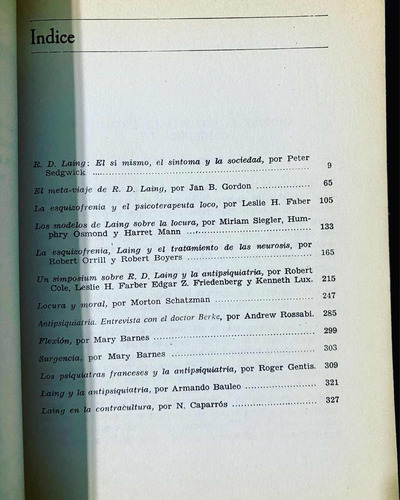 Indice
R. D. Laing: El si mismo, el síntoma y la sociedad, por Peter
Sedgwick 9
El meta-viaje de R. D. Laing, por Jan B. Gordon 65
La esquizofrenia y el psicoterapeuta loco, por Leslie H. Faber 105
Los modelos de Laing sobre la locura, por Miriam Siegler, Hum-
phry Osmond y Harret Mann 133
La esquizofrenia, Laing y el tratamiento de las neurosis, por
Robert Orrill y Robert Boyers 165
Un simposium sobre R. D. Laing y la antipsiquiatría, por Robert
Cole, Leslie H. Farber Edgar Z. Friedenberg y Kenneth Lux. 215
Locura y moral, por Morton Schatzman 247
Antipsiquiatría. Entrevista con el doctor Berke, por Andrew Rossabi. 285
Flexión, por Mary Barnes 299
Surgencia, por Mary Barnes 303
Los psiquiatras franceses y la antipsiquiatría, por Roger Gentis. 309
Laing y la antipsiquiatría, por Armando Bauleo 321
Laing en la contracultura, por N. Caparrós 327